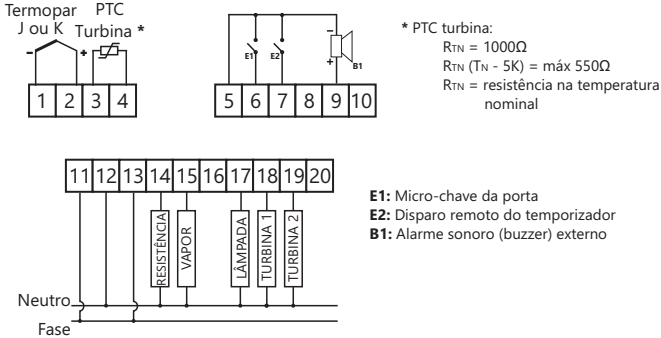 Termopar
J ou K
PTC
Turbina *
- +
1 2 3 4
E1 E2 - + B1
5 6 7 8 9 10
* PTC turbina:
RTN = 1000Ω
RTN (TN - 5K) = máx 550Ω
RTN = resistência na temperatura
nominal
11 12 13 14 15 16 17 18 19 20
RESISTÊNCIA
VAPOR
LÂMPADA
TURBINA 1
TURBINA 2
Neutro
Fase
E1: Micro-chave da porta
E2: Disparo remoto do temporizador
B1: Alarme sonoro (buzzer) externo